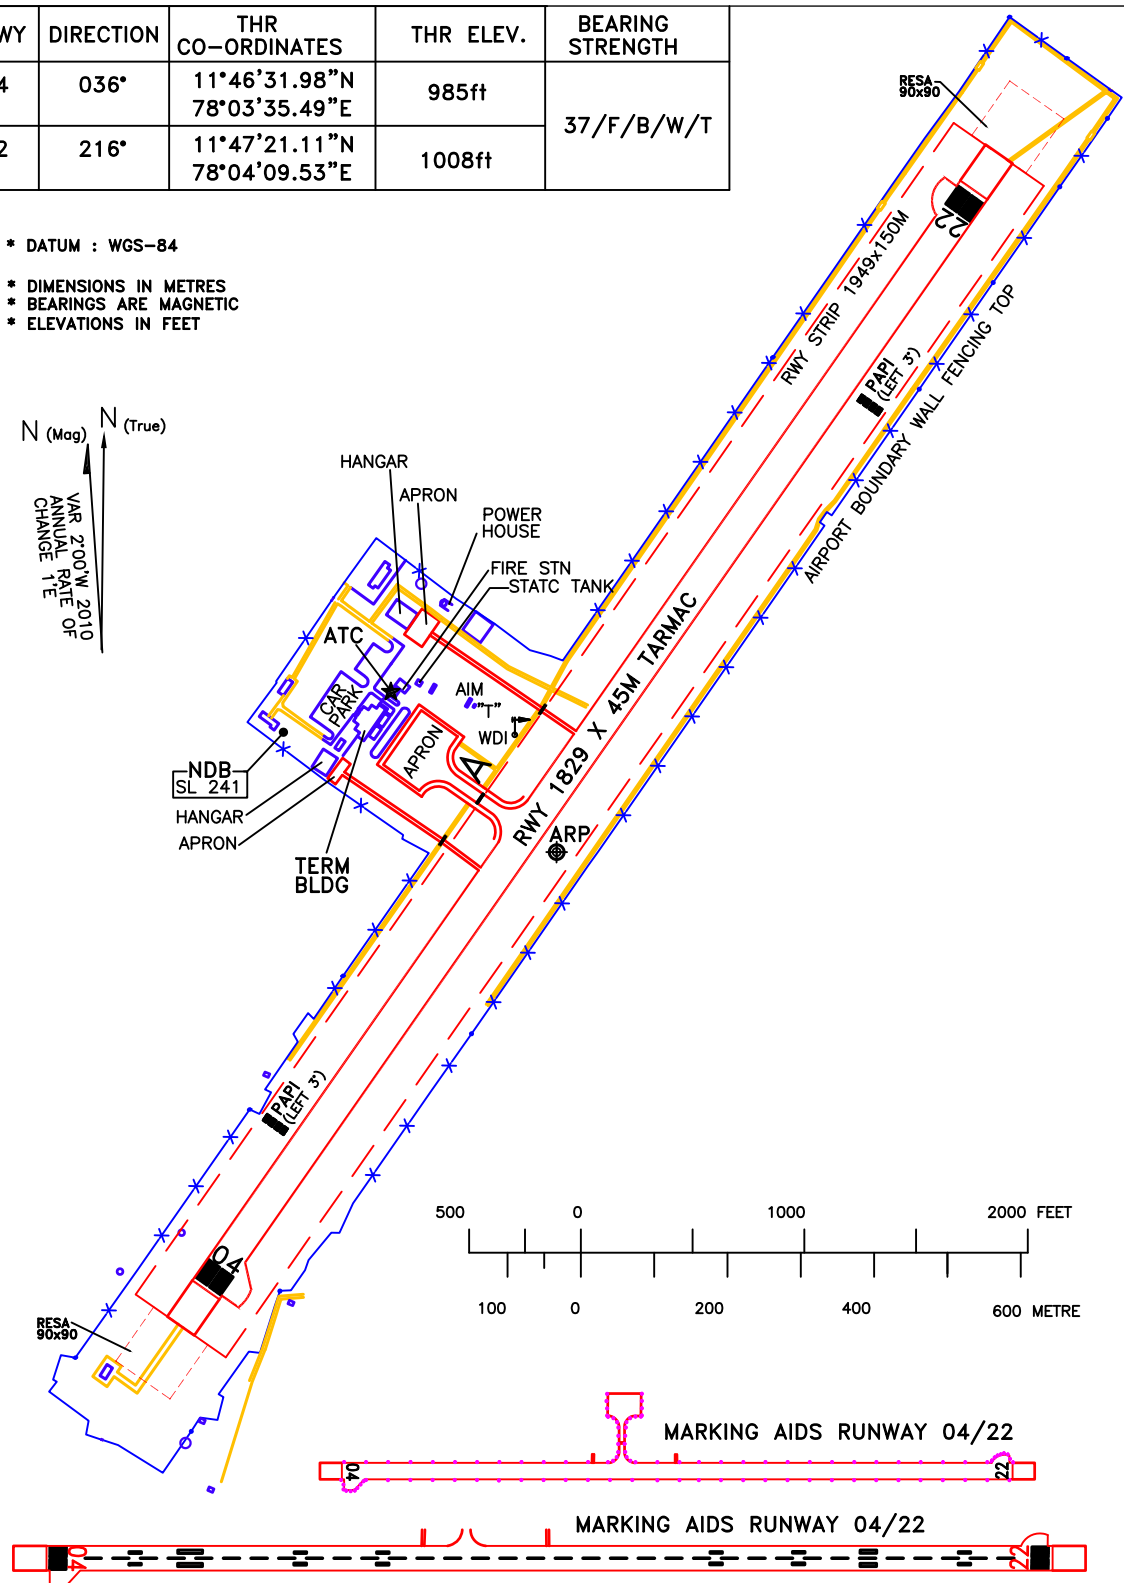 WY DIRECTION THR CO-ORDINATES THR ELEV. BEARING STRENGTH
4 036° 11°46'31.98"N 78°03'35.49"E 985ft 37/F/B/W/T
2 216° 11°47'21.11"N 78°04'09.53"E 1008ft
* DATUM : WGS-84
* DIMENSIONS IN METRES
* BEARINGS ARE MAGNETIC
* ELEVATIONS IN FEET
N (Mag)
N (True)
VAR 2°00'W 2010
ANNUAL RATE OF
CHANGE 1'E
RESA
90x90
22
RWY STRIP 1949x150M
PAPI
(LEFT 3°)
AIRPORT BOUNDARY WALL FENCING TOP
HANGAR
APRON
POWER
HOUSE
FIRE STN
STATC TANK
ATC
CAR
PARK
AIM
"T"
WDI
APRON
A
RWY 1829 X 45M TARMAC
NDB
SL 241
HANGAR
APRON
TERM
BLDG
ARP
PAPI
(LEFT 3°)
04
RESA
90x90
500 0 1000 2000 FEET
100 0 200 400 600 METRE
MARKING AIDS RUNWAY 04/22
04
22
MARKING AIDS RUNWAY 04/22
04
22